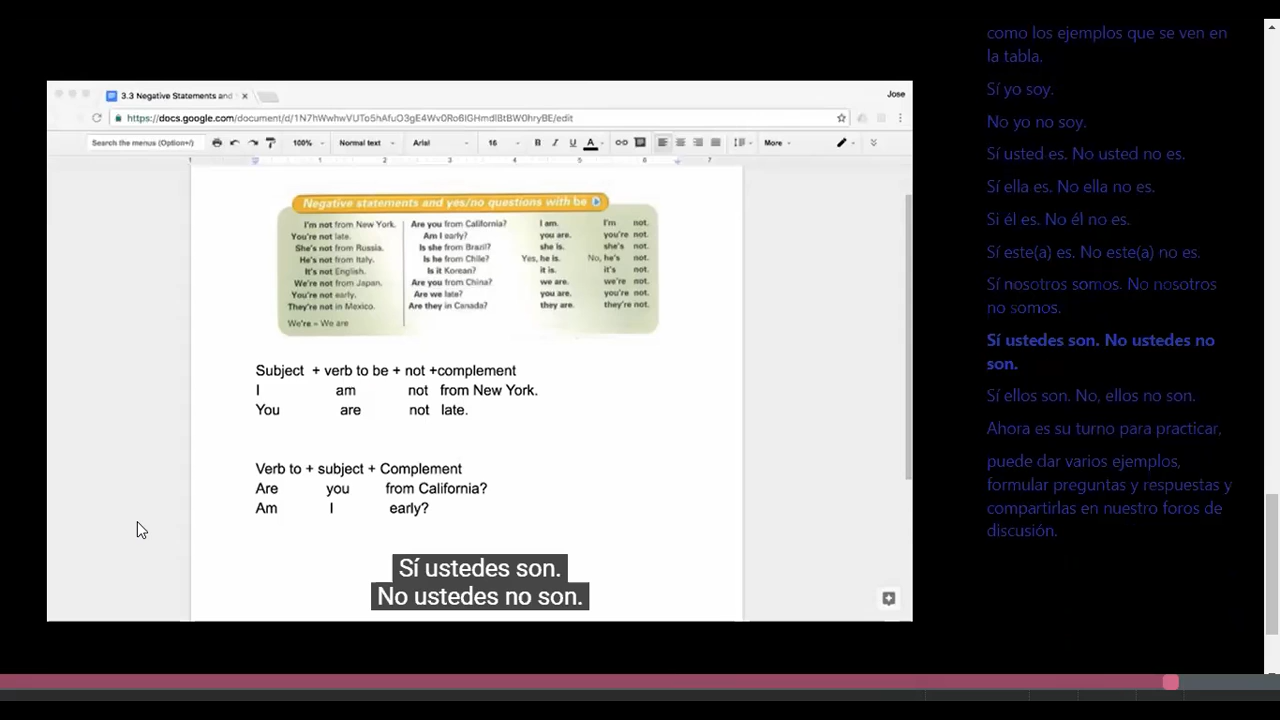 3.3 Negative Statements and
Jose
https://docs.google.com/document/d/1N7hWwhwVUTo5hAfuO3gE4Wv0Ro6IGHmdIBtBW0hryBE/edit
Search the menus (Option+/)
100%
Normal text
Arial
16
B
I
U
A
More
1
1
2
3
4
5
6
7
Negative statements and yes/no questions with be
I'm not from New York. Are you from California? I am. I'm not.
You're not late. Am I early? you are. you're not.
She's not from Russia. Is she from Brazil? she is. she's not.
He's not from Italy. Is he from Chile? Yes, he is. No, he's not.
It's not English. Is it Korean? it is. it's not.
We're not from Japan. Are you from China? we are. we're not.
You're not early. Are we late? you are. you're not.
They're not in Mexico. Are they in Canada? they are. they're not.
We're = We are
Subject + verb to be + not +complement
I am not from New York.
You are not late.
Verb to + subject + Complement
Are you from California?
Am I early?
Sí ustedes son.
No ustedes no son.
como los ejemplos que se ven en
la tabla.
Sí yo soy.
No yo no soy.
Sí usted es. No usted no es.
Sí ella es. No ella no es.
Si él es. No él no es.
Sí este(a) es. No este(a) no es.
Sí nosotros somos. No nosotros
no somos.
Sí ustedes son. No ustedes no
son.
Sí ellos son. No, ellos no son.
Ahora es su turno para practicar,
puede dar varios ejemplos,
formular preguntas y respuestas y
compartirlas en nuestro foros de
discusión.